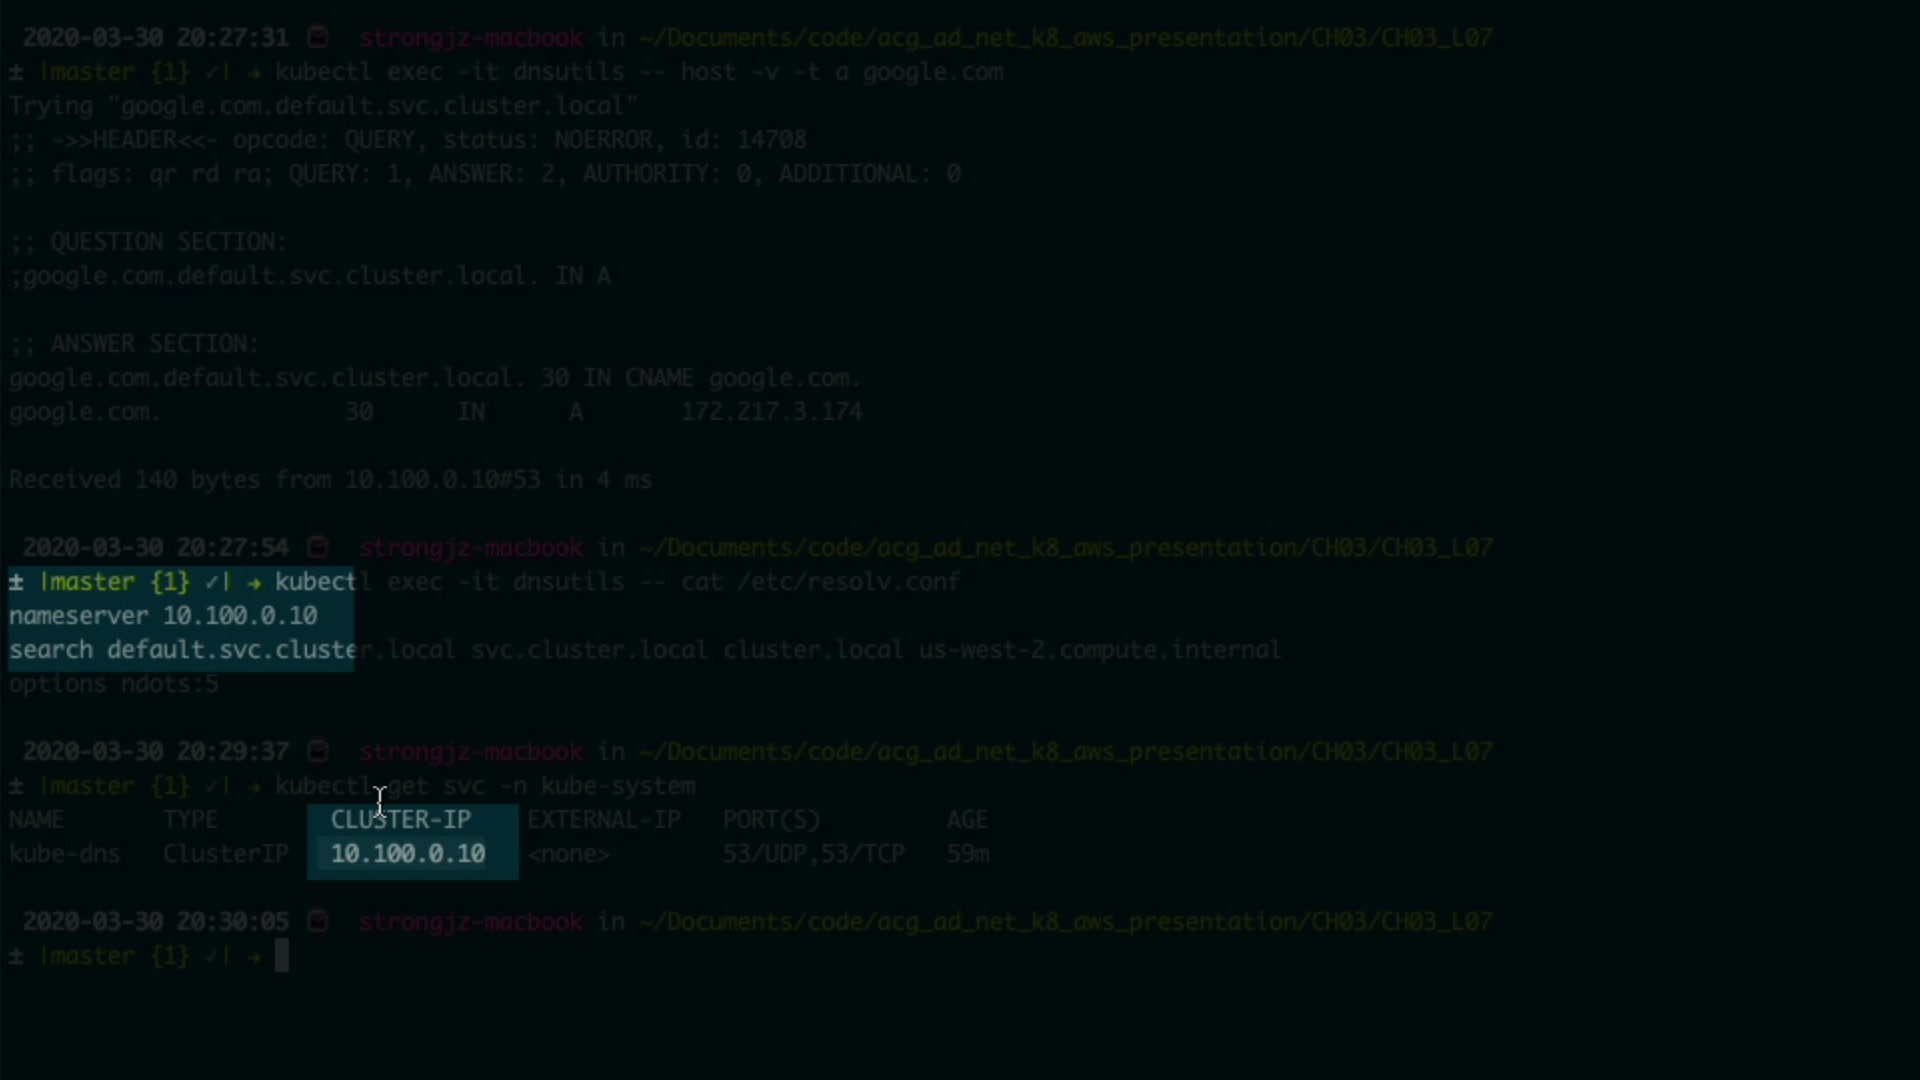 2020-03-30 20:27:31 strongjz-macbook in ~/Documents/code/acg_ad_net_k8_aws_presentation/CH03/CH03_L07
± |master {1} ✓| → kubectl exec -it dnsutils -- host -v -t a google.com
Trying "google.com.default.svc.cluster.local"
;; ->>HEADER<<- opcode: QUERY, status: NOERROR, id: 14708
;; flags: qr rd ra; QUERY: 1, ANSWER: 2, AUTHORITY: 0, ADDITIONAL: 0
;; QUESTION SECTION:
;google.com.default.svc.cluster.local. IN A
;; ANSWER SECTION:
google.com.default.svc.cluster.local. 30 IN CNAME google.com.
google.com. 30 IN A 172.217.3.174
Received 140 bytes from 10.100.0.10#53 in 4 ms
2020-03-30 20:27:54 strongjz-macbook in ~/Documents/code/acg_ad_net_k8_aws_presentation/CH03/CH03_L07
± |master {1} ✓| → kubectl exec -it dnsutils -- cat /etc/resolv.conf
nameserver 10.100.0.10
search default.svc.cluster.local svc.cluster.local cluster.local us-west-2.compute.internal
options ndots:5
2020-03-30 20:29:37 strongjz-macbook in ~/Documents/code/acg_ad_net_k8_aws_presentation/CH03/CH03_L07
± |master {1} ✓| → kubectl get svc -n kube-system
NAME TYPE CLUSTER-IP EXTERNAL-IP PORT(S) AGE
kube-dns ClusterIP 10.100.0.10 <none> 53/UDP,53/TCP 59m
2020-03-30 20:30:05 strongjz-macbook in ~/Documents/code/acg_ad_net_k8_aws_presentation/CH03/CH03_L07
± |master {1} ✓| →